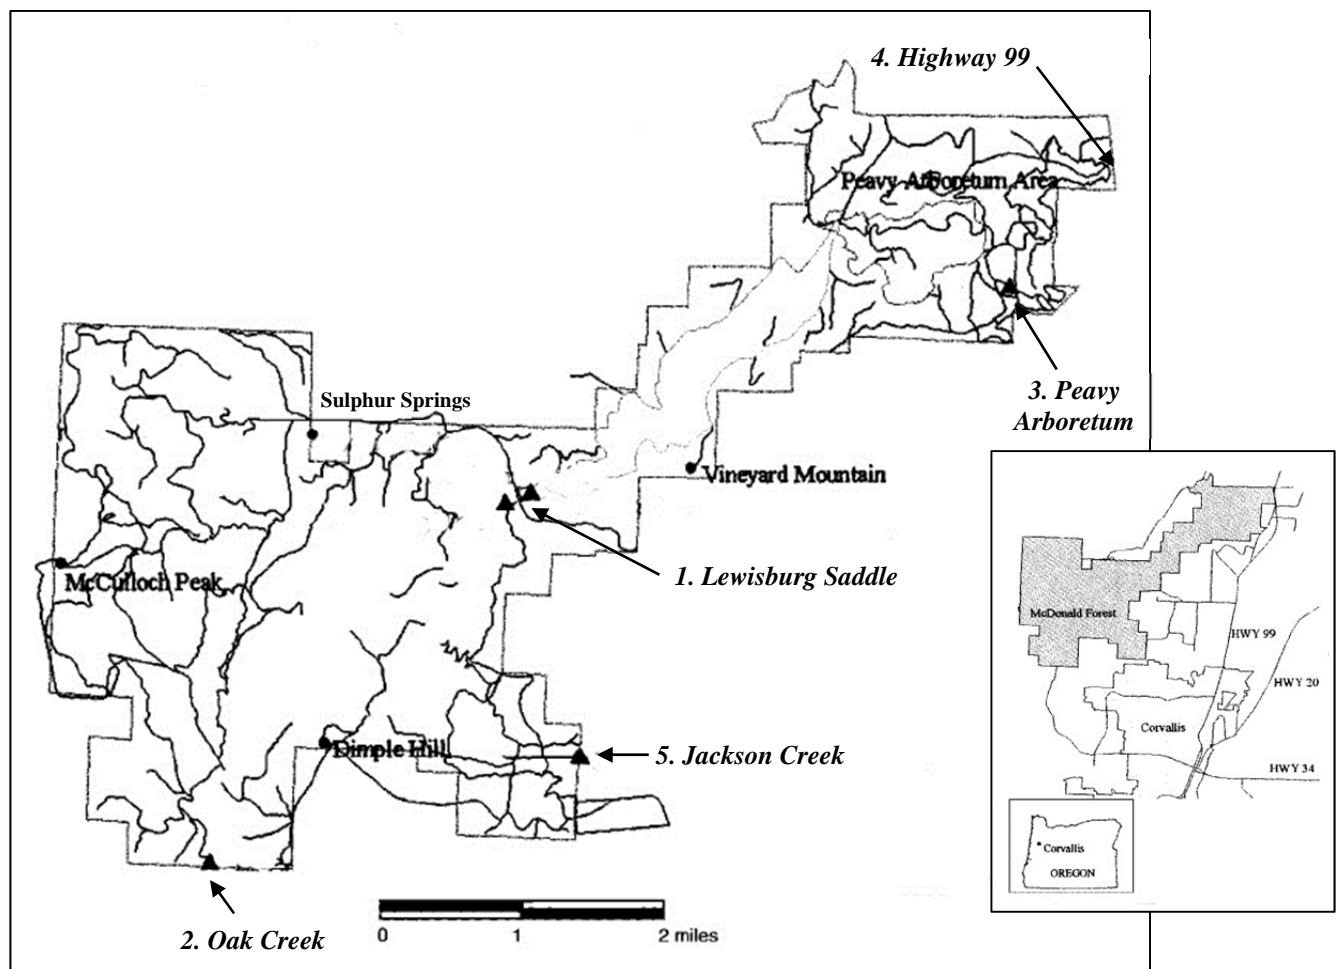 4. Highway 99
Peavy Arboretum Area
3. Peavy
Arboretum
Sulphur Springs
Vineyard Mountain
1. Lewisburg Saddle
McCulloch Peak
5. Jackson Creek
Dimple Hill
2. Oak Creek
0 1 2 miles
McDonald Forest
HWY 99
HWY 20
Corvallis
HWY 34
Corvallis
OREGON